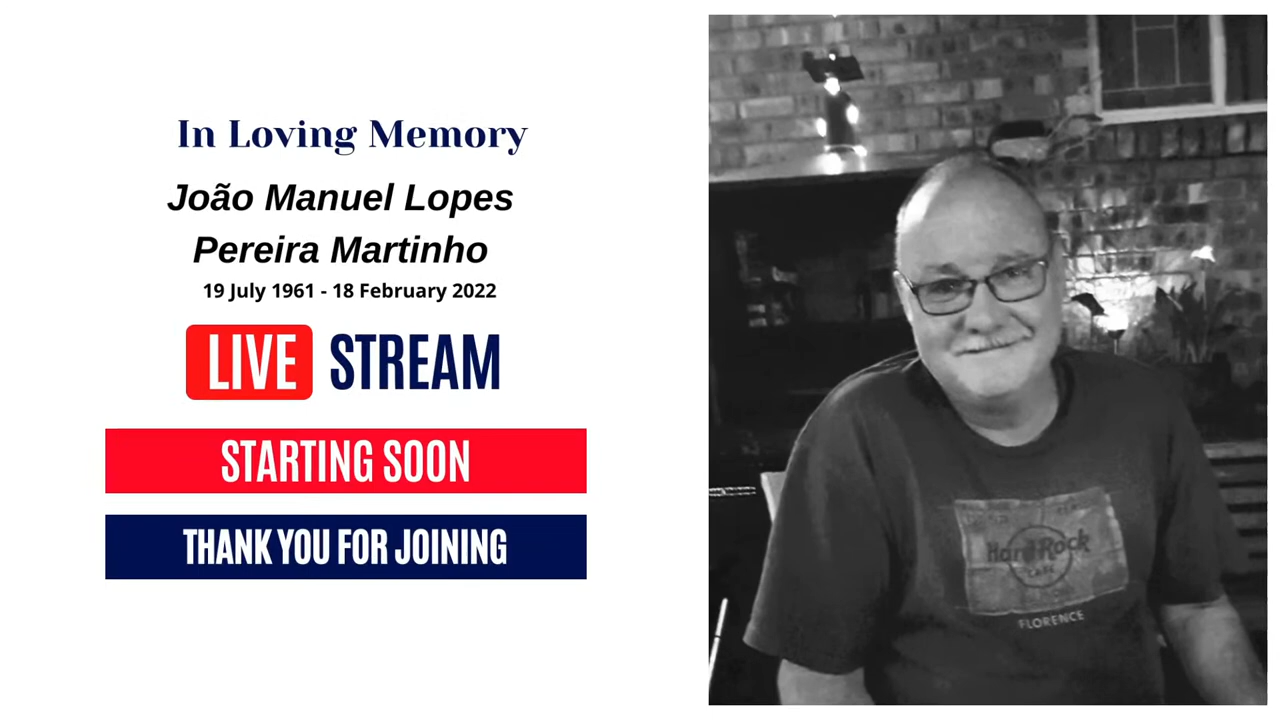 In Loving Memory
João Manuel Lopes
Pereira Martinho
19 July 1961 - 18 February 2022
LIVE STREAM
STARTING SOON
THANK YOU FOR JOINING
Hard Rock
CAFE
FLORENCE